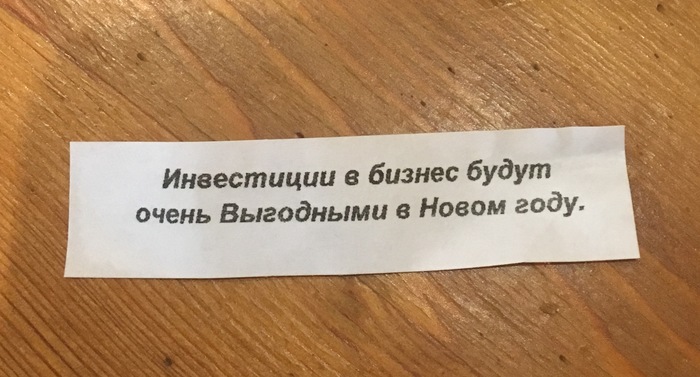 Инвестиции в бизнес будут
очень Выгодными в Новом году.